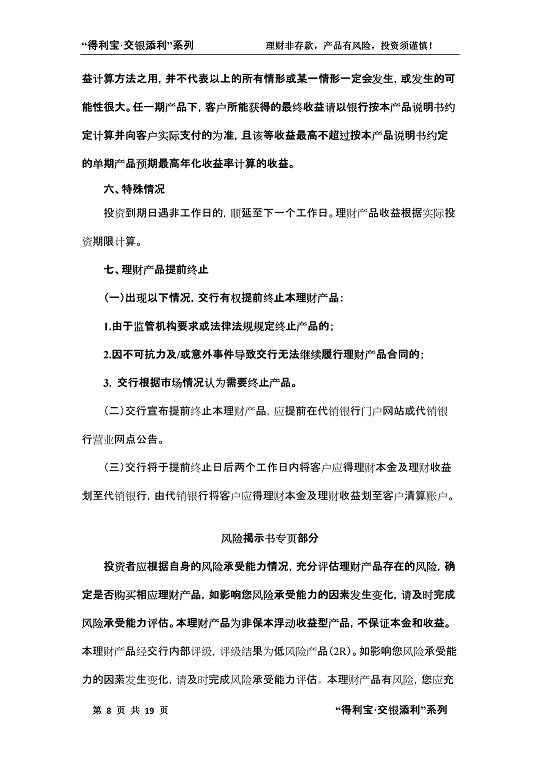 “得利宝·交银添利”系列 理财非存款，产品有风险，投资须谨慎！
益计算方法之用，并不代表以上的所有情形或某一情形一定会发生，或发生的可
能性很大。任一期产品下，客户所能获得的最终收益请以银行按本产品说明书约
定计算并向客户实际支付的为准，且该等收益最高不超过按本产品说明书约定
的单期产品预期最高年化收益率计算的收益。
六、特殊情况
投资到期日遇非工作日的，顺延至下一个工作日。理财产品收益根据实际投
资期限计算。
七、理财产品提前终止
（一）出现以下情况，交行有权提前终止本理财产品：
1.由于监管机构要求或法律法规规定终止产品的；
2.因不可抗力及/或意外事件导致交行无法继续履行理财产品合同的；
3. 交行根据市场情况认为需要终止产品。
（二）交行宣布提前终止本理财产品，应提前在代销银行门户网站或代销银
行营业网点公告。
（三）交行将于提前终止日后两个工作日内将客户应得理财本金及理财收益
划至代销银行，由代销银行将客户应得理财本金及理财收益划至客户清算账户。
风险揭示书专页部分
投资者应根据自身的风险承受能力情况，充分评估理财产品存在的风险，确
定是否购买相应理财产品，如影响您风险承受能力的因素发生变化，请及时完成
风险承受能力评估。本理财产品为非保本浮动收益型产品，不保证本金和收益。
本理财产品经交行内部评级，评级结果为低风险产品（2R）。如影响您风险承受能
力的因素发生变化，请及时完成风险承受能力评估。本理财产品有风险，您应充
第 8 页 共 19 页 “得利宝·交银添利”系列